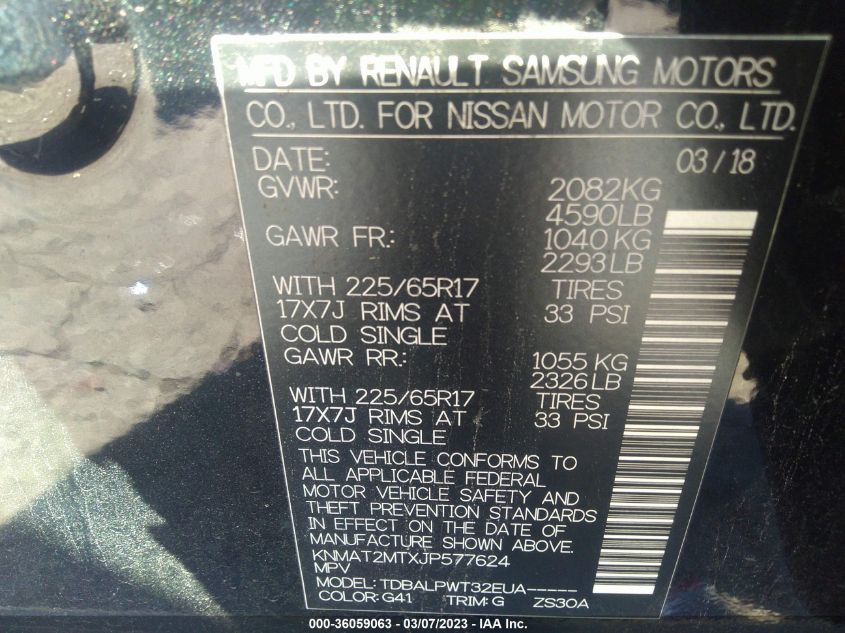 MFD BY RENAULT SAMSUNG MOTORS
CO., LTD. FOR NISSAN MOTOR CO., LTD.
DATE: 03/18
GVWR: 2082KG
4590LB
GAWR FR.: 1040KG
2293LB
WITH 225/65R17 TIRES
17X7J RIMS AT 33 PSI
COLD SINGLE
GAWR RR.: 1055KG
2326LB
WITH 225/65R17 TIRES
17X7J RIMS AT 33 PSI
COLD SINGLE
THIS VEHICLE CONFORMS TO
ALL APPLICABLE FEDERAL
MOTOR VEHICLE SAFETY AND
THEFT PREVENTION STANDARDS
IN EFFECT ON THE DATE OF
MANUFACTURE SHOWN ABOVE.
KNMAT2MTXJP577624
MPV
MODEL: TDBALPWT32EUA-----
COLOR: G41 TRIM: G ZS30A
000-36059063 - 03/07/2023 - IAA Inc.